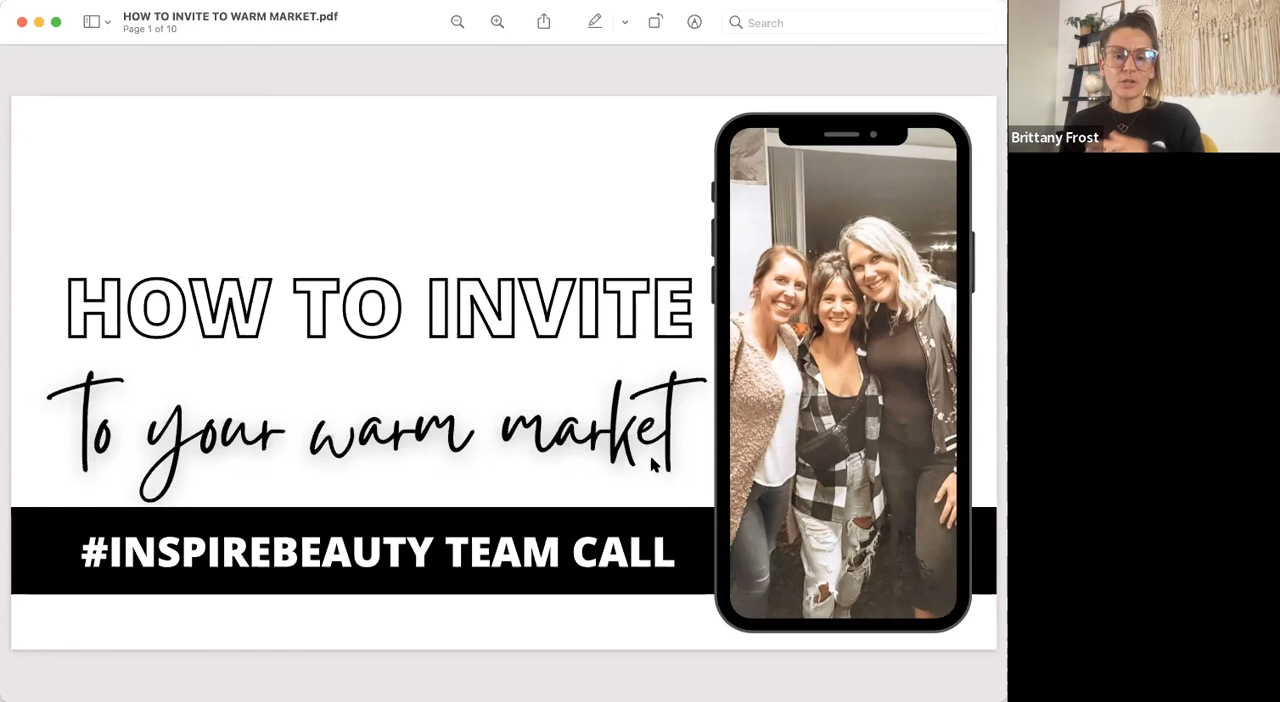 HOW TO INVITE TO WARM MARKET.pdf
Page 1 of 10
Search
Brittany Frost
HOW TO INVITE
To your warm market
#INSPIREBEAUTY TEAM CALL